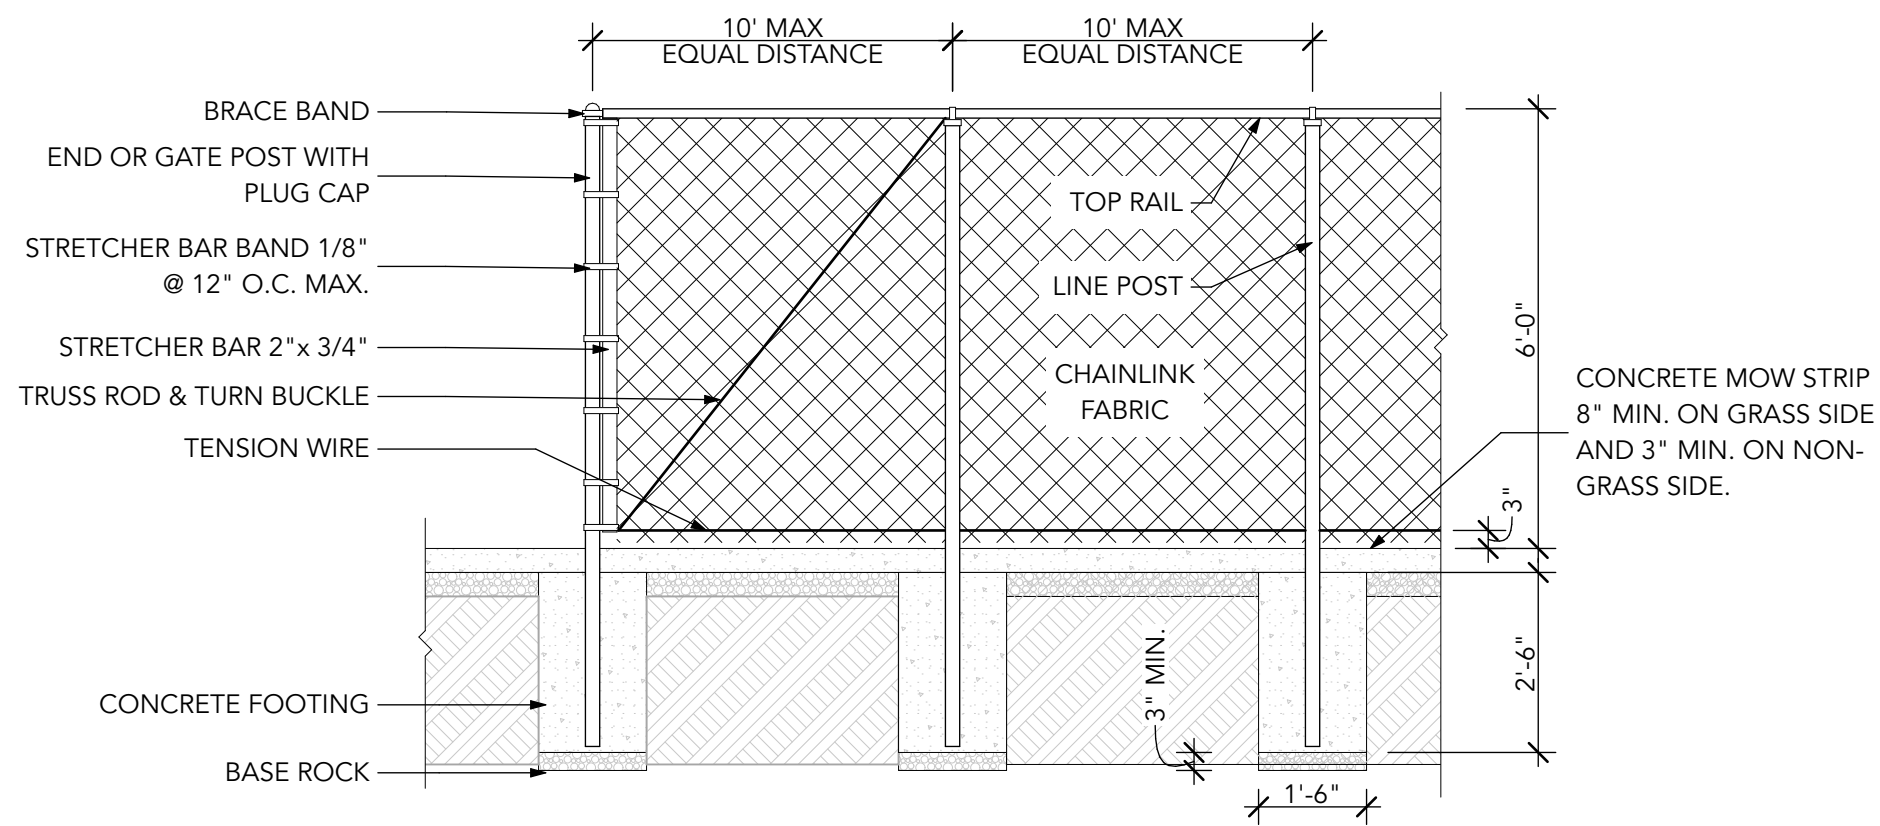 10' MAX
EQUAL DISTANCE
10' MAX
EQUAL DISTANCE
BRACE BAND
END OR GATE POST WITH
PLUG CAP
STRETCHER BAR BAND 1/8"
@ 12" O.C. MAX.
STRETCHER BAR 2"x 3/4"
TRUSS ROD & TURN BUCKLE
TENSION WIRE
CONCRETE FOOTING
BASE ROCK
TOP RAIL
LINE POST
CHAINLINK
FABRIC
6'-0"
CONCRETE MOW STRIP
8" MIN. ON GRASS SIDE
AND 3" MIN. ON NON-
GRASS SIDE.
3"
2'-6"
3" MIN.
1'-6"